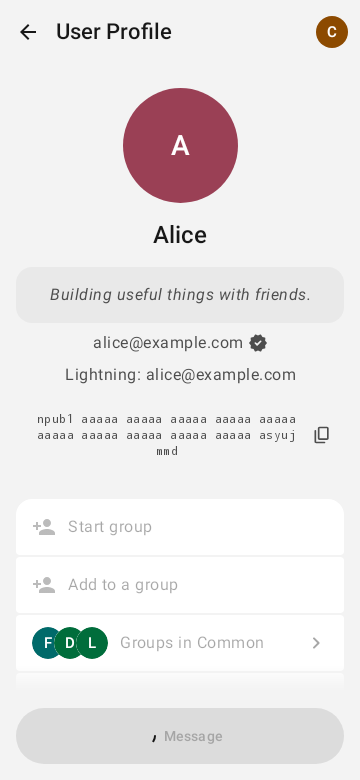 User Profile
C
A
Alice
Building useful things with friends.
alice@example.com
Lightning: alice@example.com
npub1 aaaaa aaaaa aaaaa aaaaa aaaaa
aaaaa aaaaa aaaaa aaaaa aaaaa asyuj
mmd
Start group
Add to a group
F D L Groups in Common
Message